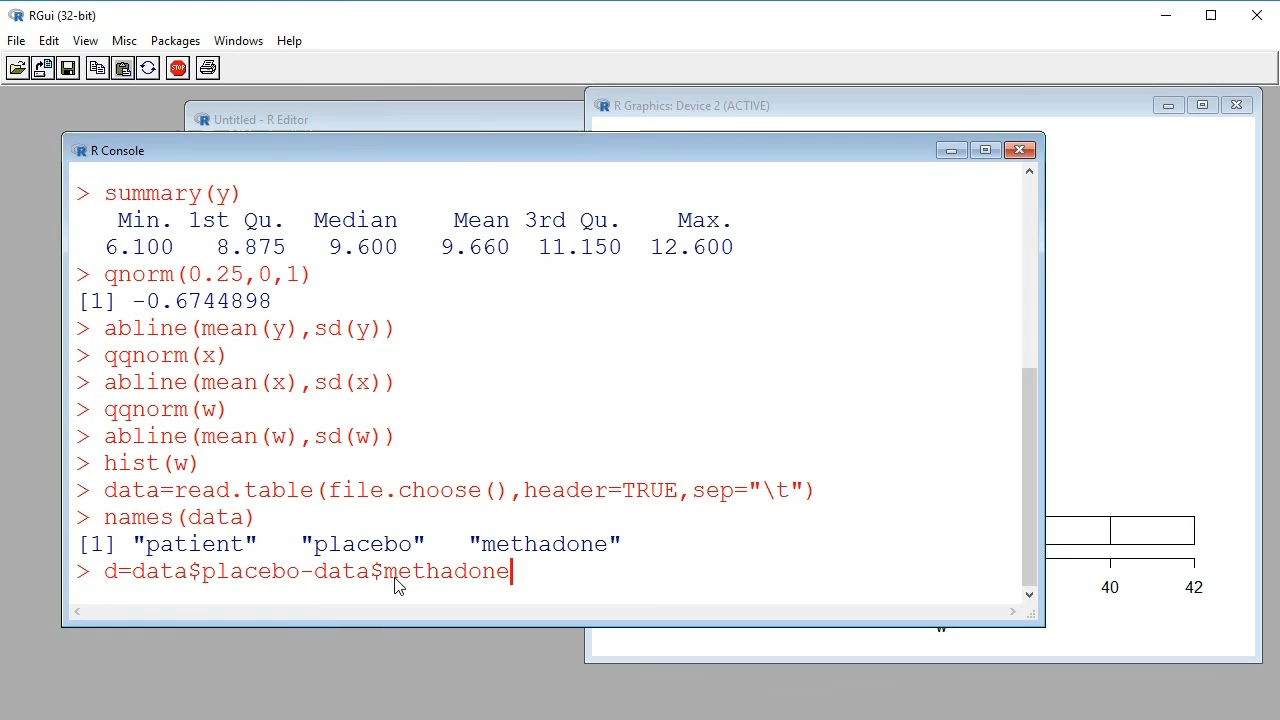 RGui (32-bit)
File Edit View Misc Packages Windows Help
STOP
Untitled - R Editor
R Graphics: Device 2 (ACTIVE)
R Console
> summary(y)
Min. 1st Qu. Median Mean 3rd Qu. Max.
6.100 8.875 9.600 9.660 11.150 12.600
> qnorm(0.25,0,1)
[1] -0.6744898
> abline(mean(y),sd(y))
> qqnorm(x)
> abline(mean(x),sd(x))
> qqnorm(w)
> abline(mean(w),sd(w))
> hist(w)
> data=read.table(file.choose(),header=TRUE,sep="\t")
> names(data)
[1] "patient" "placebo" "methadone"
> d=data$placebo-data$methadone
40 42
w